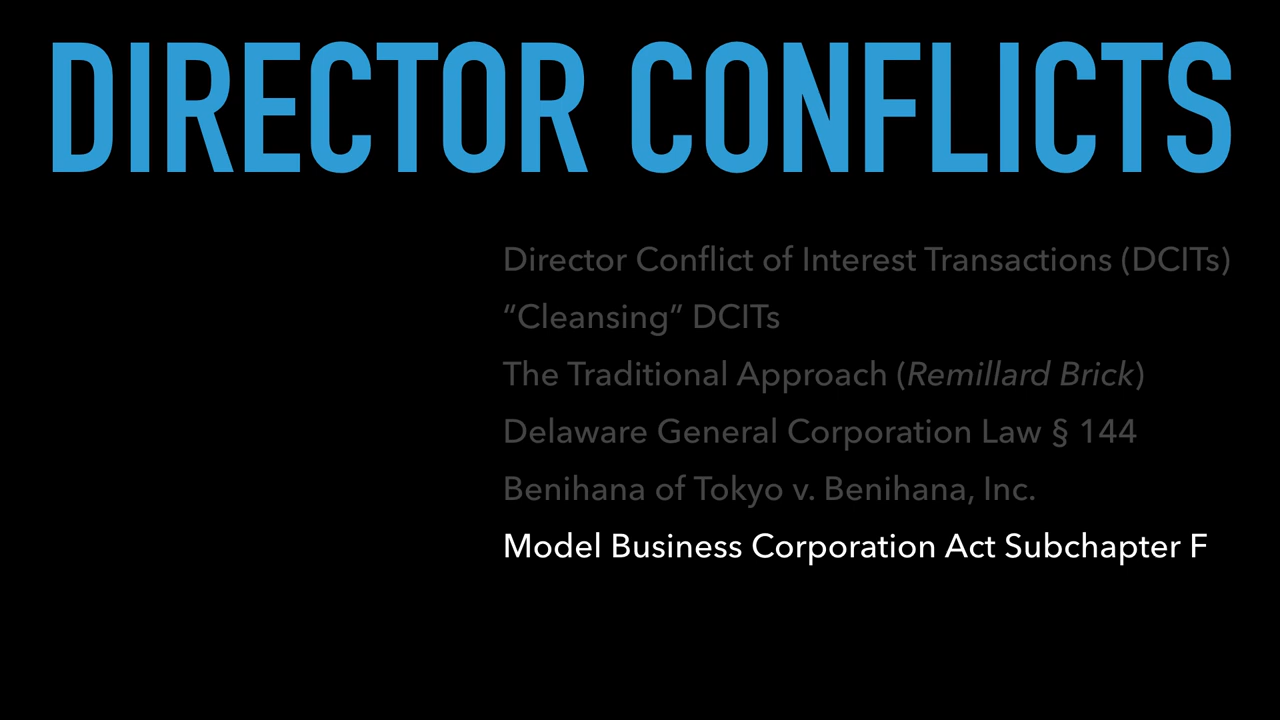 DIRECTOR CONFLICTS
Director Conflict of Interest Transactions (DCITs)
“Cleansing” DCITs
The Traditional Approach (Remillard Brick)
Delaware General Corporation Law § 144
Benihana of Tokyo v. Benihana, Inc.
Model Business Corporation Act Subchapter F